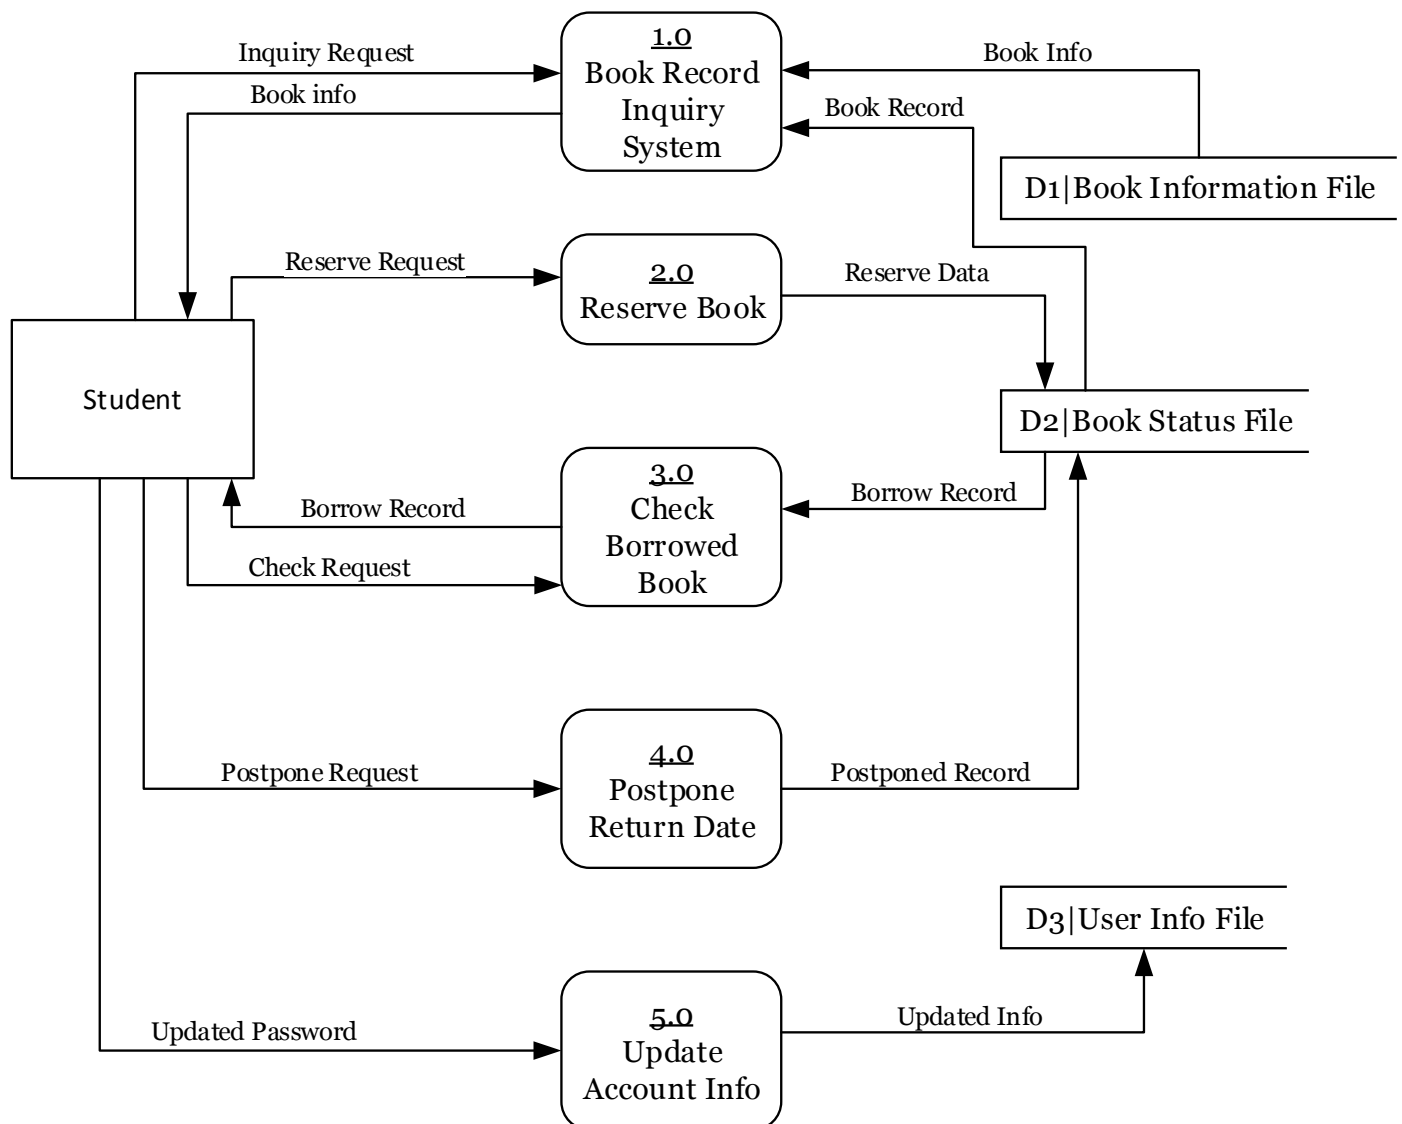 Inquiry Request
1.0
Book Record
Inquiry
System
Book Info
Book info
Book Record
D1|Book Information File
Reserve Request
2.0
Reserve Book
Reserve Data
Student
D2|Book Status File
3.0
Check
Borrowed
Book
Borrow Record
Borrow Record
Check Request
4.0
Postpone
Return Date
Postpone Request
Postponed Record
D3|User Info File
5.0
Update
Account Info
Updated Password
Updated Info